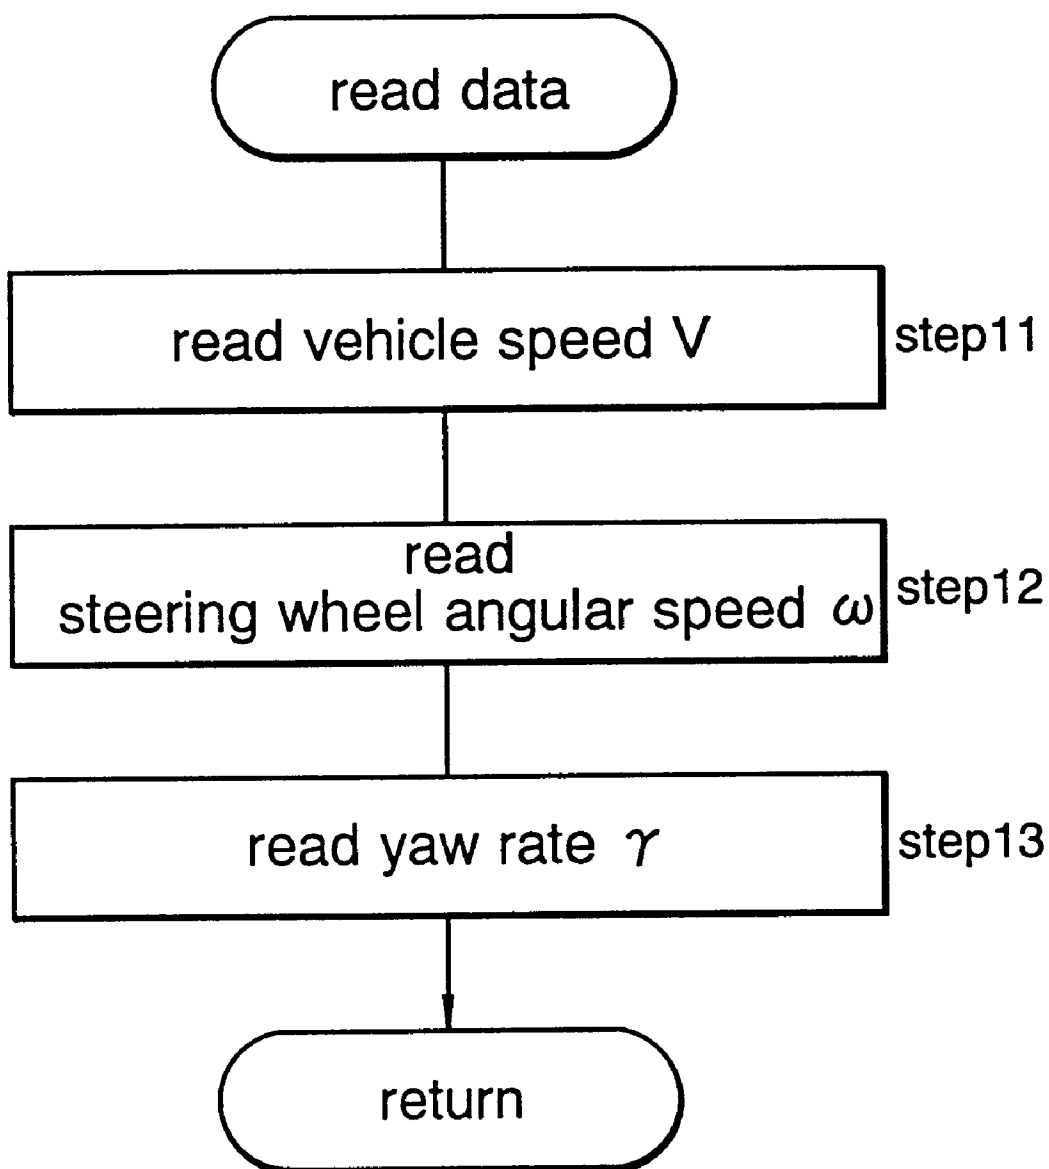 read data
read vehicle speed V
step11
read
steering wheel angular speed ω
step12
read yaw rate γ
step13
return